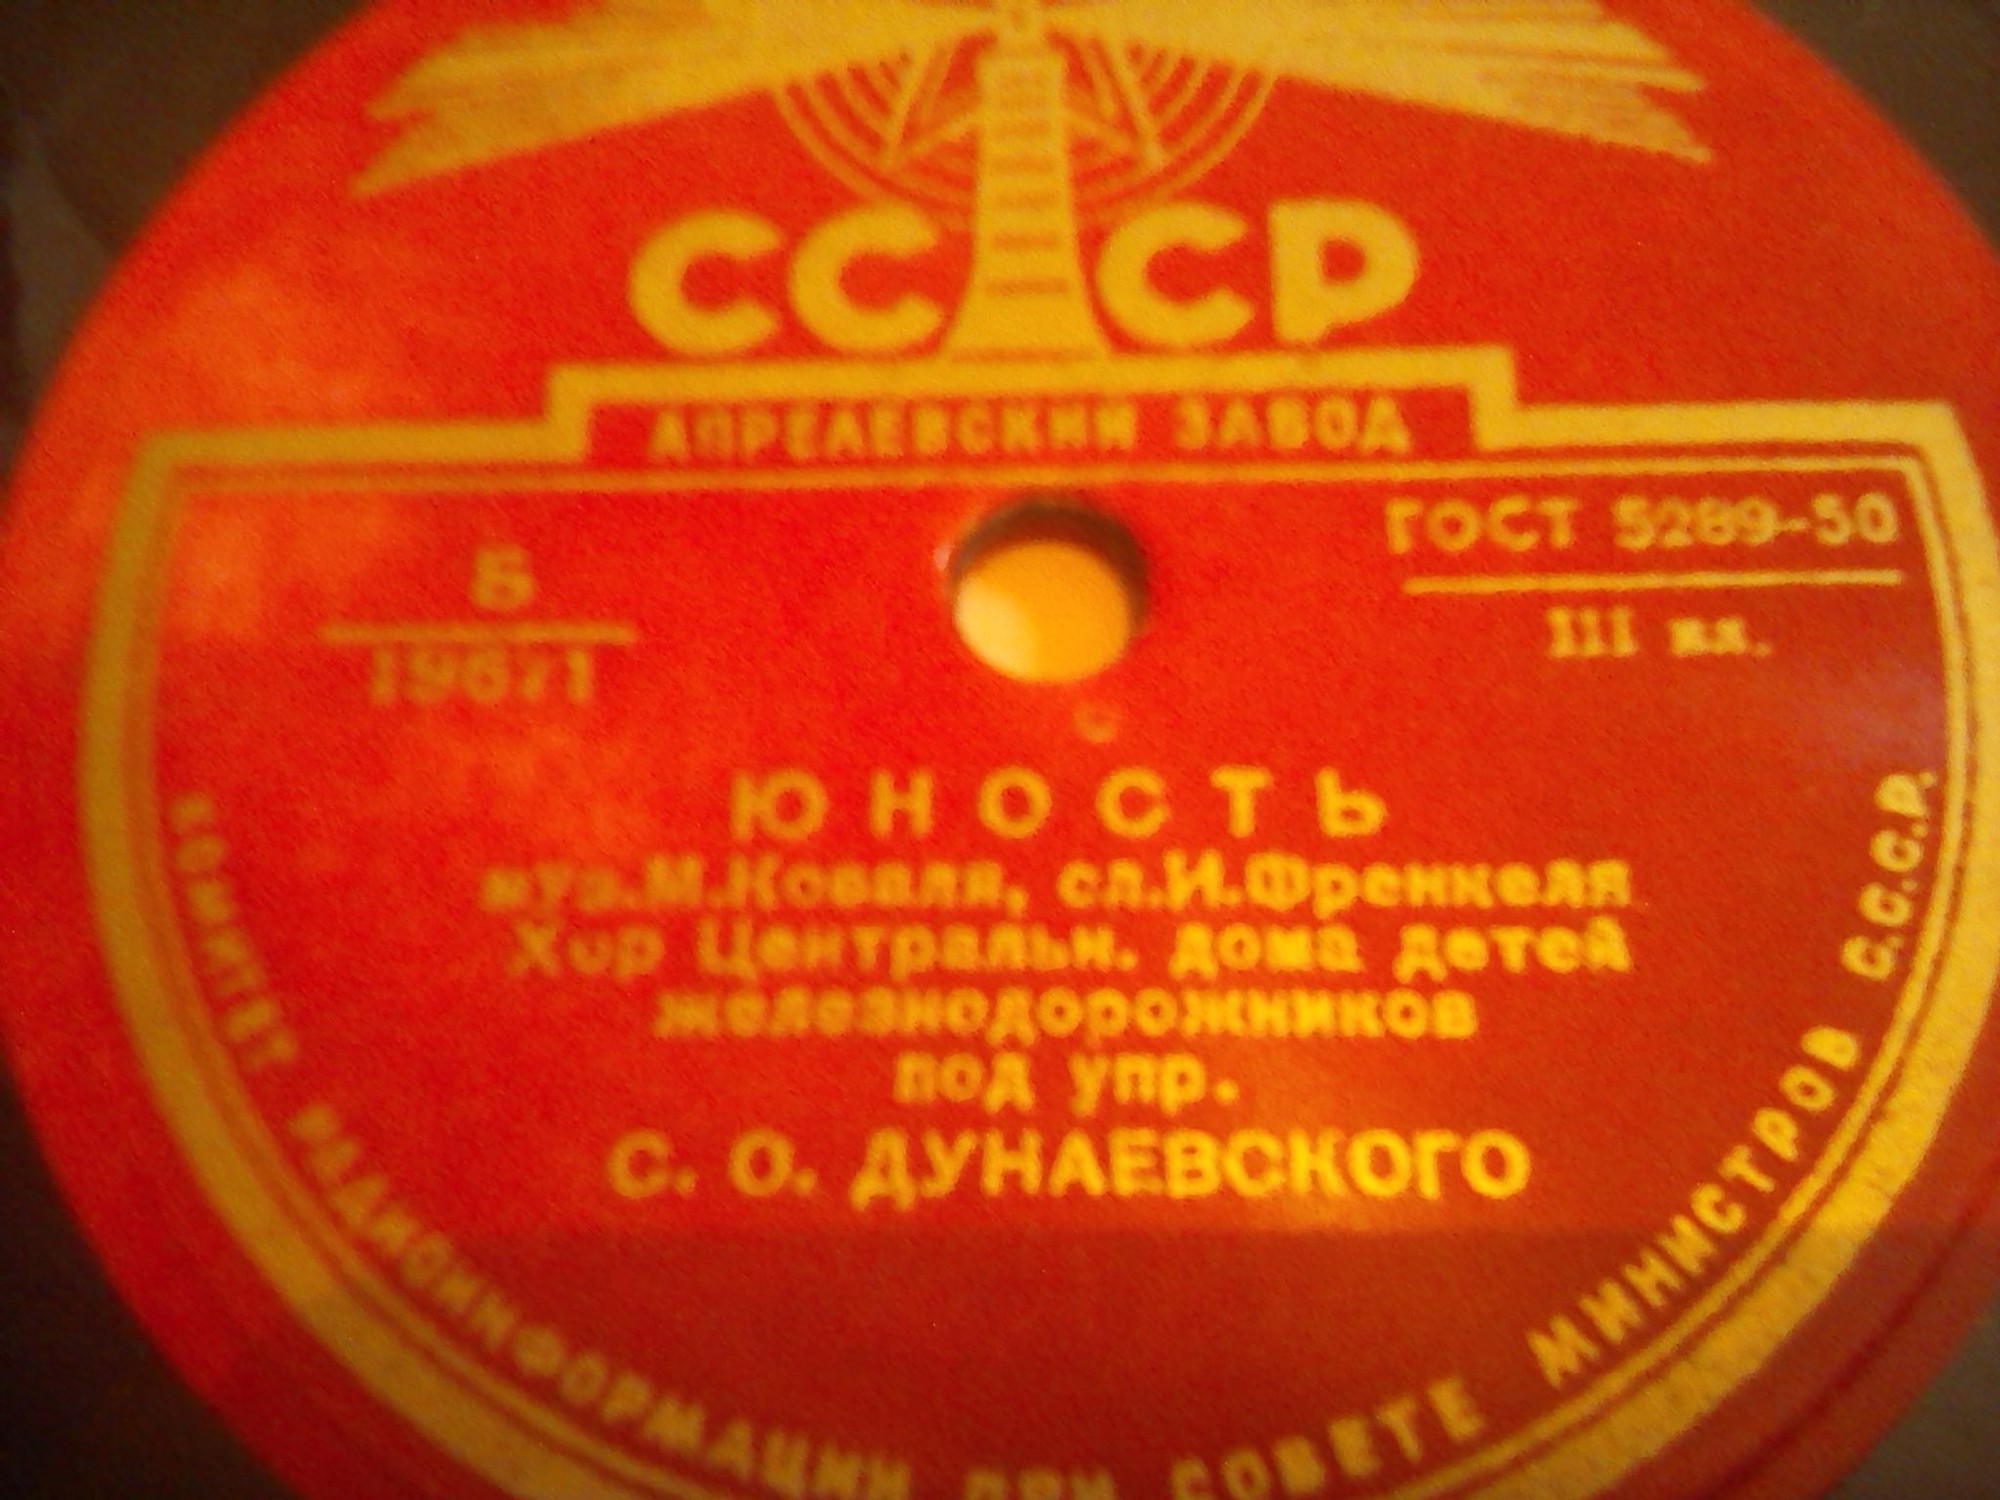 СССР
АПРЕЛЕВСКИЙ ЗАВОД
ГОСТ 5289-50
Б
19671
III кл.
ЮНОСТЬ
муз.М.Коваля, сл.И.Френкеля
Хор Центральн. дома детей
железнодорожников
под упр.
С. О. ДУНАЕВСКОГО
КОМИТЕТ РАДИОИНФОРМАЦИИ ПРИ СОВЕТЕ МИНИСТРОВ С.С.С.Р.